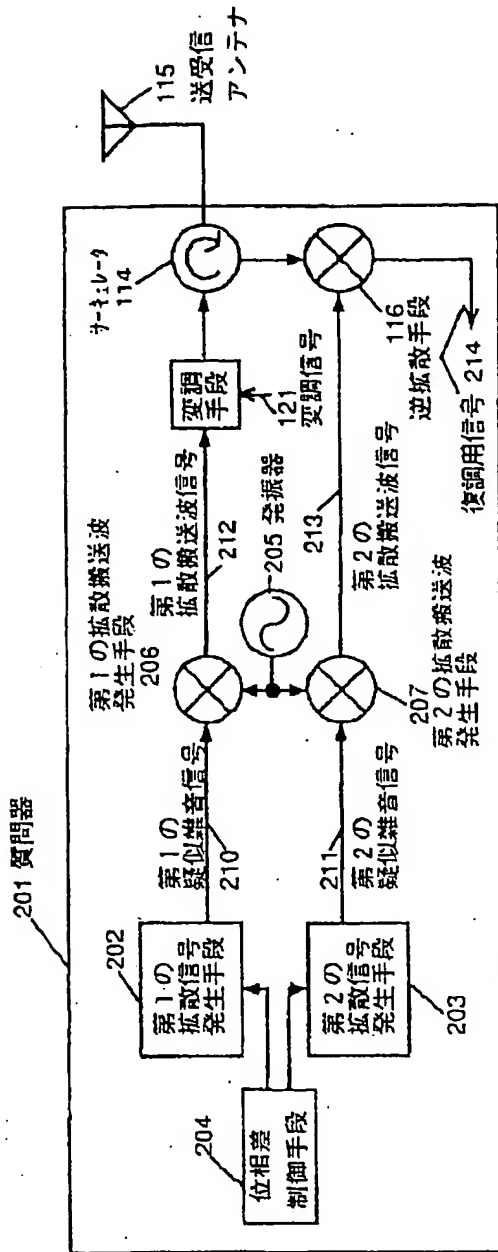 201 質問器
202
第1の
拡散信号
発生手段
第1の
疑似雑音信号
210
第1の拡散搬送波
発生手段
206
第1の
拡散搬送波信号
212
変調
手段
121
変調信号
サーキュレータ
114
115
送受信
アンテナ
204
位相差
制御手段
205 発振器
203
第2の
拡散信号
発生手段
211
第2の
疑似雑音信号
207
第2の拡散搬送波
発生手段
213
第2の
拡散搬送波信号
116
逆拡散手段
復調用信号 214